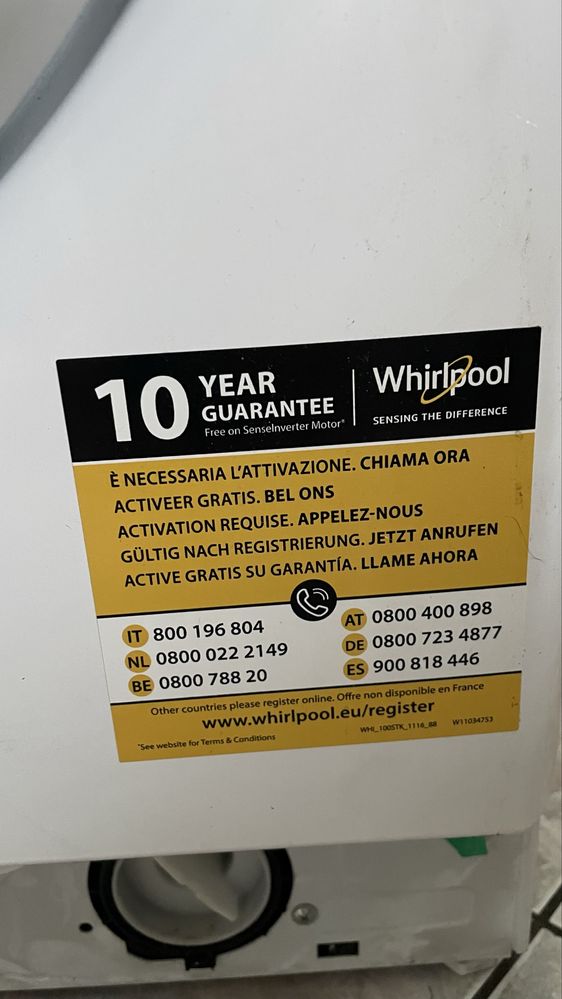 10 YEAR GUARANTEE
Free on SenseInverter Motor*
Whirlpool
SENSING THE DIFFERENCE
È NECESSARIA L'ATTIVAZIONE. CHIAMA ORA
ACTIVEER GRATIS. BEL ONS
ACTIVATION REQUISE. APPELEZ-NOUS
GÜLTIG NACH REGISTRIERUNG. JETZT ANRUFEN
ACTIVE GRATIS SU GARANTÍA. LLAME AHORA
IT 800 196 804
NL 0800 022 2149
BE 0800 788 20
AT 0800 400 898
DE 0800 723 4877
ES 900 818 446
Other countries please register online. Offre non disponible en France
www.whirlpool.eu/register
*See website for Terms & Conditions
WHI_100STK_1116_88 W11034753